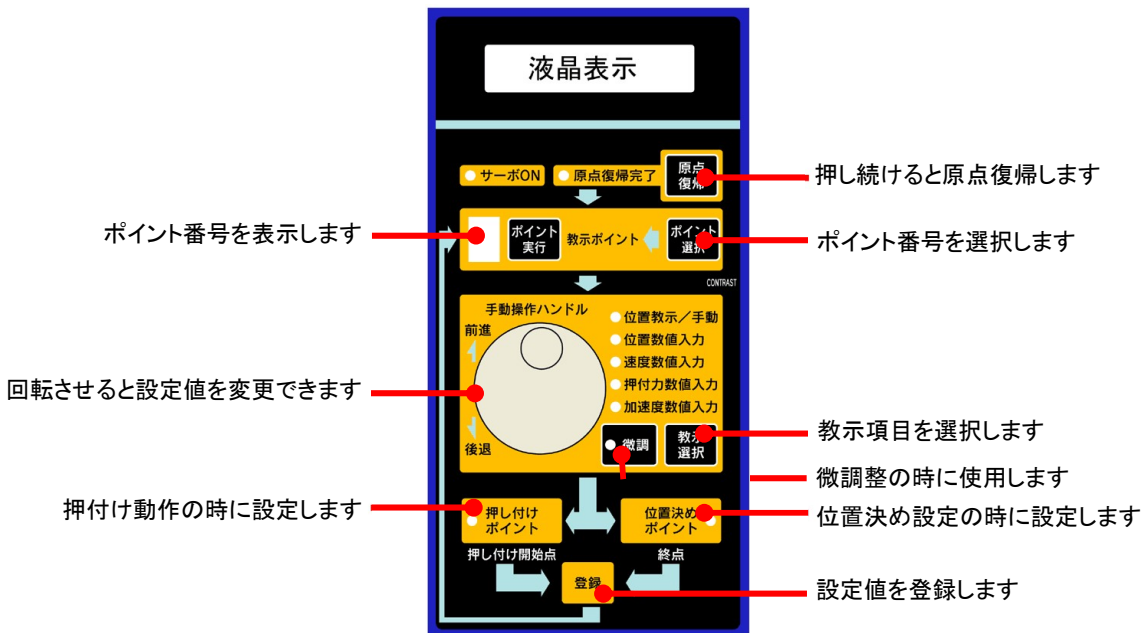 液晶表示
サーボON
原点復帰完了
原点
復帰
押し続けると原点復帰します
ポイント番号を表示します
ポイント
実行
教示ポイント
ポイント
選択
ポイント番号を選択します
CONTRAST
手動操作ハンドル
前進
位置教示／手動
位置数値入力
速度数値入力
押付力数値入力
加速度数値入力
回転させると設定値を変更できます
後退
微調
教示
選択
教示項目を選択します
微調整の時に使用します
押付け動作の時に設定します
押し付け
ポイント
位置決め
ポイント
位置決め設定の時に設定します
押し付け開始点
終点
登録
設定値を登録します